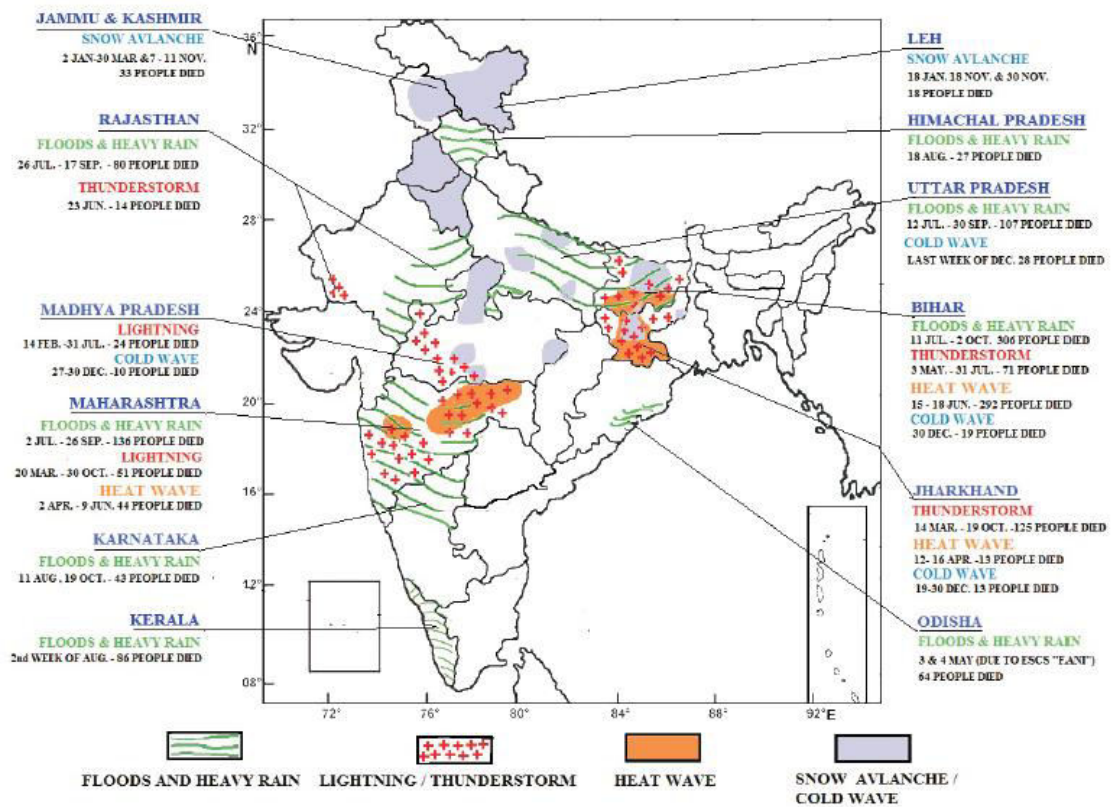 JAMMU & KASHMIR
SNOW AVLANCHE
2 JAN-30 MAR &7 - 11 NOV.
33 PEOPLE DIED
RAJASTHAN
FLOODS & HEAVY RAIN
26 JUL. - 17 SEP. - 80 PEOPLE DIED
THUNDERSTORM
23 JUN. - 14 PEOPLE DIED
MADHYA PRADESH
LIGHTNING
14 FEB. -31 JUL. - 24 PEOPLE DIED
COLD WAVE
27-30 DEC. -10 PEOPLE DIED
MAHARASHTRA
FLOODS & HEAVY RAIN
2 JUL. - 26 SEP. - 136 PEOPLE DIED
LIGHTNING
20 MAR. - 30 OCT. - 51 PEOPLE DIED
HEAT WAVE
2 APR. - 9 JUN. 44 PEOPLE DIED
KARNATAKA
FLOODS & HEAVY RAIN
11 AUG. 19 OCT. - 43 PEOPLE DIED
KERALA
FLOODS & HEAVY RAIN
2nd WEEK OF AUG. - 86 PEOPLE DIED
36°
N
32°
28°
24°
20°
16°
12°
08°
72°
76°
80°
84°
88°
92°E
LEH
SNOW AVLANCHE
18 JAN. 18 NOV. & 30 NOV.
18 PEOPLE DIED
HIMACHAL PRADESH
FLOODS & HEAVY RAIN
18 AUG. - 27 PEOPLE DIED
UTTAR PRADESH
FLOODS & HEAVY RAIN
12 JUL. - 30 SEP. - 107 PEOPLE DIED
COLD WAVE
LAST WEEK OF DEC. 28 PEOPLE DIED
BIHAR
FLOODS & HEAVY RAIN
11 JUL. - 2 OCT. 306 PEOPLE DIED
THUNDERSTORM
3 MAY. - 31 JUL. - 71 PEOPLE DIED
HEAT WAVE
15 - 18 JUN. - 292 PEOPLE DIED
COLD WAVE
30 DEC. - 19 PEOPLE DIED
JHARKHAND
THUNDERSTORM
14 MAR. - 19 OCT. -125 PEOPLE DIED
HEAT WAVE
12- 16 APR. -13 PEOPLE DIED
COLD WAVE
19-30 DEC. 13 PEOPLE DIED
ODISHA
FLOODS & HEAVY RAIN
3 & 4 MAY (DUE TO ESCS "FANI")
64 PEOPLE DIED
FLOODS AND HEAVY RAIN
LIGHTNING / THUNDERSTORM
HEAT WAVE
SNOW AVLANCHE /
COLD WAVE